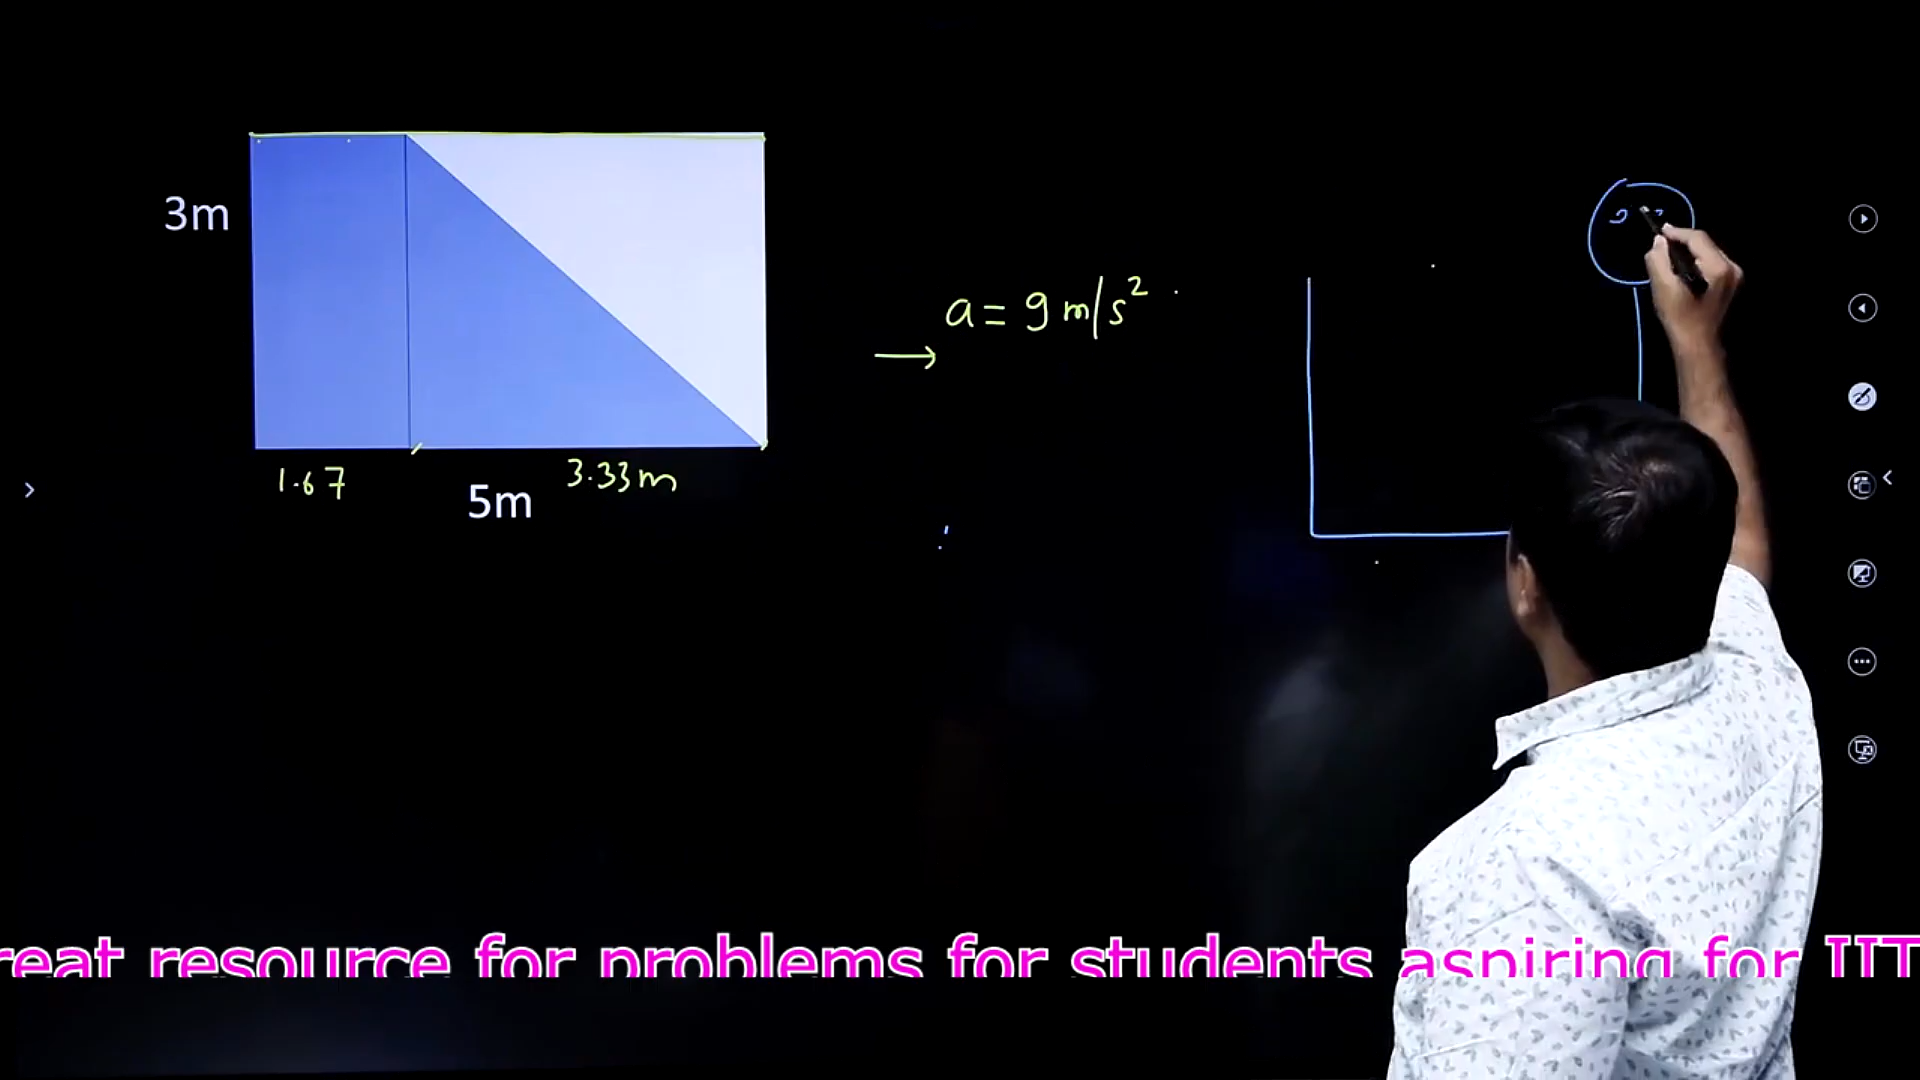 3m
a = 9 m/s²
1.67
3.33m
5m
reat resource for problems for students aspiring for IIT